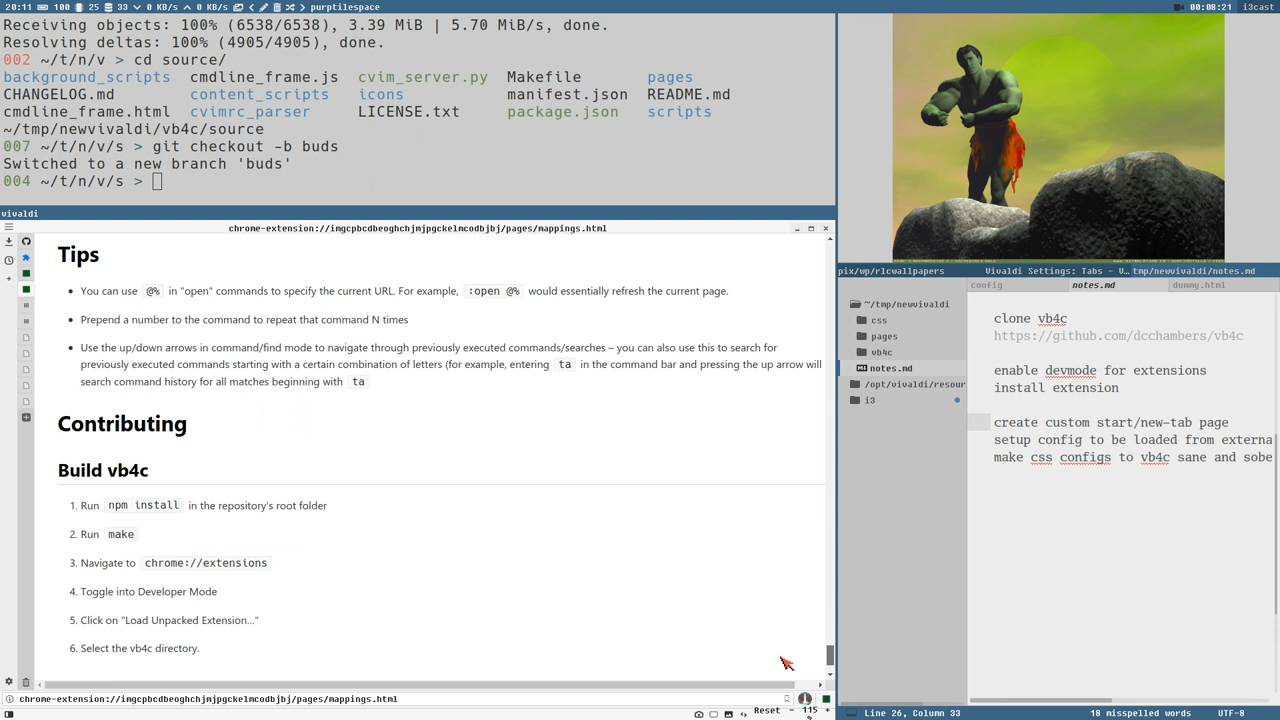 20:11 100 25 33 0 KB/s 0 KB/s purptilespace 00:08:21 i3cast
Receiving objects: 100% (6538/6538), 3.39 MiB | 5.70 MiB/s, done.
Resolving deltas: 100% (4905/4905), done.
002 ~/t/n/v > cd source/
background_scripts cmdline_frame.js cvim_server.py Makefile pages
CHANGELOG.md content_scripts icons manifest.json README.md
cmdline_frame.html cvimrc_parser LICENSE.txt package.json scripts
~/tmp/newvivaldi/vb4c/source
007 ~/t/n/v/s > git checkout -b buds
Switched to a new branch 'buds'
004 ~/t/n/v/s >
vivaldi
chrome-extension://imgcpbcdbeoghchjmjmjpgckelmcodbjbj/pages/mappings.html
Tips
You can use @% in "open" commands to specify the current URL. For example, :open @% would essentially refresh the current page.
Prepend a number to the command to repeat that command N times
Use the up/down arrows in command/find mode to navigate through previously executed commands/searches – you can also use this to search for
previously executed commands starting with a certain combination of letters (for example, entering ta in the command bar and pressing the up arrow will
search command history for all matches beginning with ta
Contributing
Build vb4c
1. Run npm install in the repository's root folder
2. Run make
3. Navigate to chrome://extensions
4. Toggle into Developer Mode
5. Click on "Load Unpacked Extension..."
6. Select the vb4c directory.
chrome-extension://imgcpbcdbeoghchjmjmjpgckelmcodbjbj/pages/mappings.html
Reset - 115 % +
pix/wp/rlcwallpapers Vivaldi Settings: Tabs - V… tmp/newvivaldi/notes.md
config notes.md dummy.html
~/tmp/newvivaldi
css
pages
vb4c
notes.md
/opt/vivaldi/resour
i3
clone vb4c
https://github.com/dcchambers/vb4c
enable devmode for extensions
install extension
create custom start/new-tab page
setup config to be loaded from externa
make css configs to vb4c sane and sobe
Line 26, Column 33 18 misspelled words UTF-8